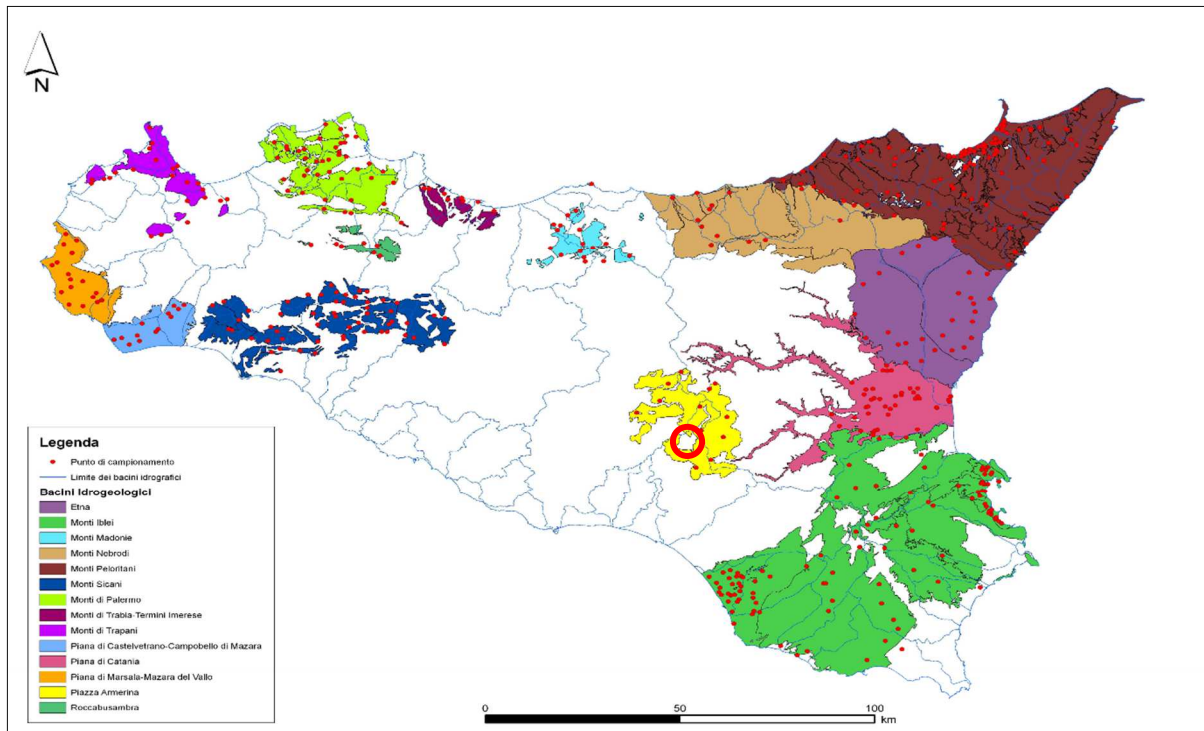 N
Legenda
Punto di campionamento
Limite dei bacini idrografici
Bacini Idrogeologici
Etna
Monti Iblei
Monti Madonie
Monti Nebrodi
Monti Peloritani
Monti Sicani
Monti di Palermo
Monti di Trabia-Termini Imerese
Monti di Trapani
Piana di Castelvetrano-Campobello di Mazara
Piana di Catania
Piana di Marsala-Mazara del Vallo
Piazza Armerina
Roccabusambra
0 50 100
km